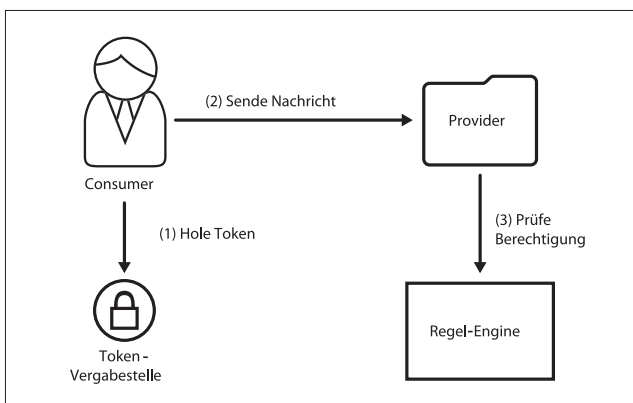 (2) Sende Nachricht
Provider
Consumer
(1) Hole Token
(3) Prüfe
Berechtigung
Token-
Vergabestelle
Regel-Engine